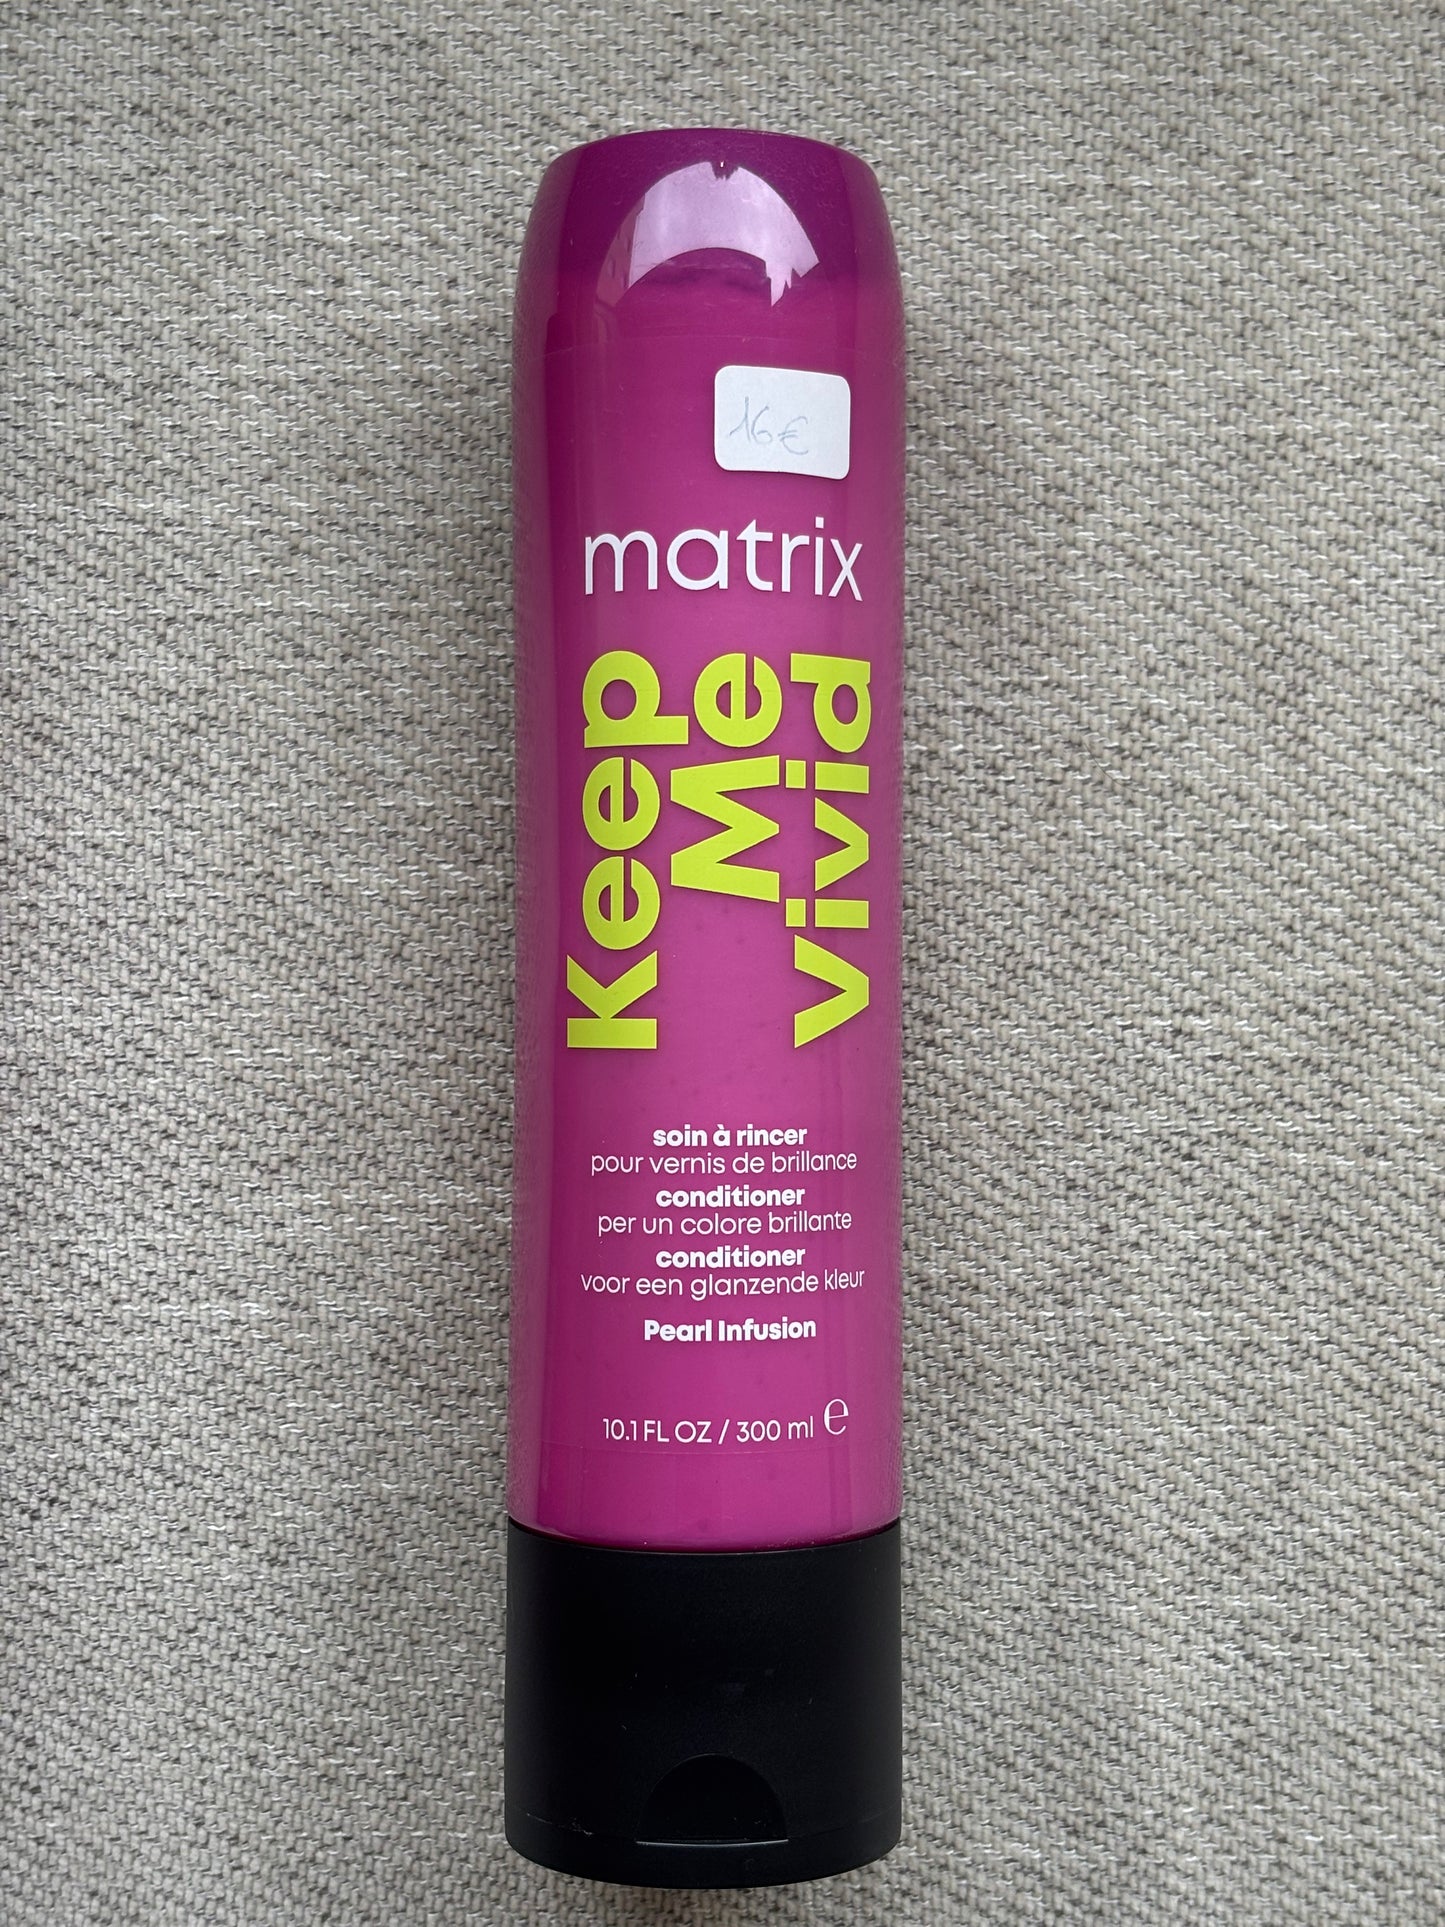 16€
matrix
Keep
Me
vivid
soin à rincer
pour vernis de brillance
conditioner
per un colore brillante
conditioner
voor een glanzende kleur
Pearl Infusion
10.1 FL OZ / 300 ml ℮